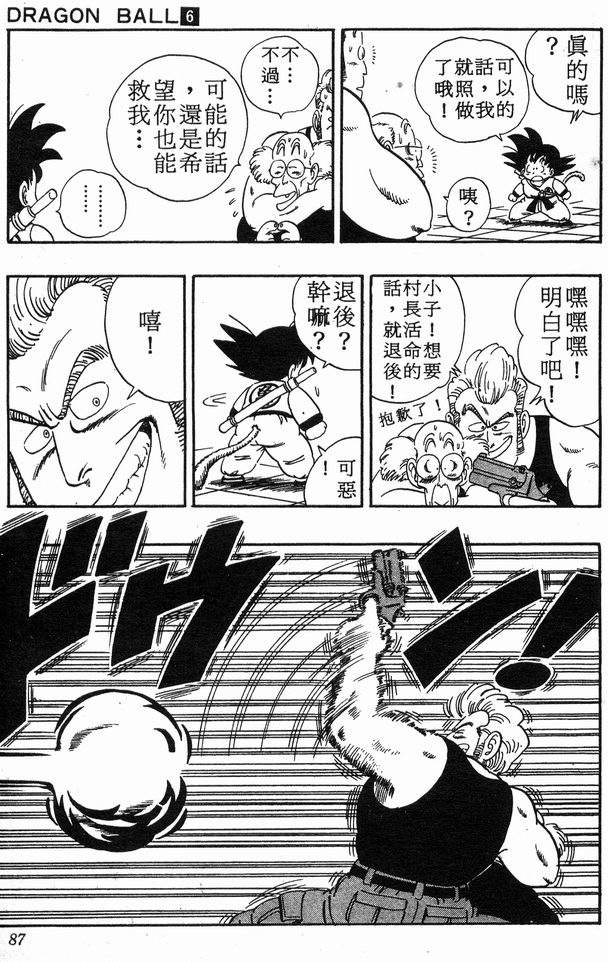 DRAGON BALL 6
真的嗎
？
可以的
話，我
就照做
了哦！
咦？
不…
不過…
可能的話
，還是希
望你也能
救我…
……
嘿嘿嘿！
明白了吧！
小子！想要
村長活命的
話，就退後！
抱歉了！
退後？
幹嘛？
可惡
！
嘻！
ドウン！
87